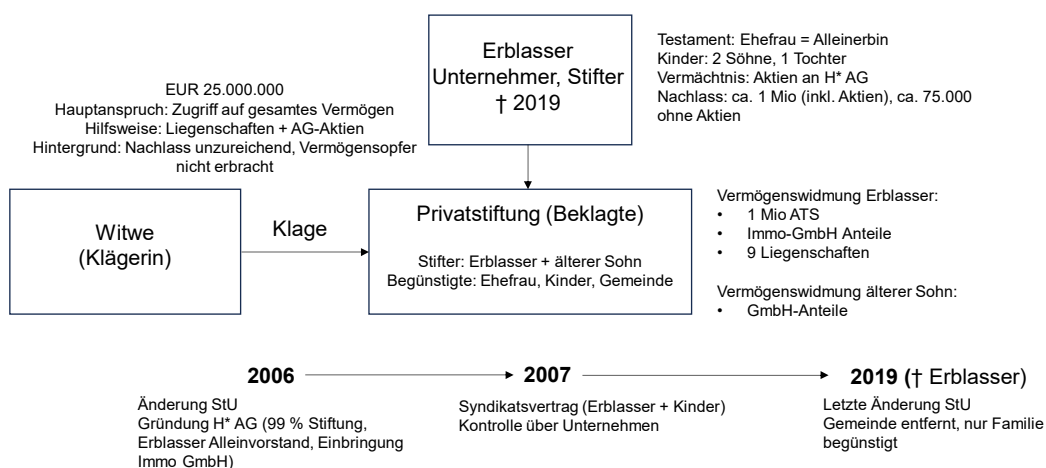 Erblasser
Unternehmer, Stifter
† 2019
Testament: Ehefrau = Alleinerbin
Kinder: 2 Söhne, 1 Tochter
Vermächtnis: Aktien an H* AG
Nachlass: ca. 1 Mio (inkl. Aktien), ca. 75.000
ohne Aktien
EUR 25.000.000
Hauptanspruch: Zugriff auf gesamtes Vermögen
Hilfsweise: Liegenschaften + AG-Aktien
Hintergrund: Nachlass unzureichend, Vermögensopfer
nicht erbracht
Witwe
(Klägerin)
Klage
Privatstiftung (Beklagte)
Stifter: Erblasser + älterer Sohn
Begünstigte: Ehefrau, Kinder, Gemeinde
Vermögenswidmung Erblasser:
• 1 Mio ATS
• Immo-GmbH Anteile
• 9 Liegenschaften
Vermögenswidmung älterer Sohn:
• GmbH-Anteile
2006
Änderung StU
Gründung H* AG (99 % Stiftung,
Erblasser Alleinvorstand, Einbringung
Immo GmbH)
2007
Syndikatsvertrag (Erblasser + Kinder)
Kontrolle über Unternehmen
2019 († Erblasser)
Letzte Änderung StU
Gemeinde entfernt, nur Familie
begünstigt